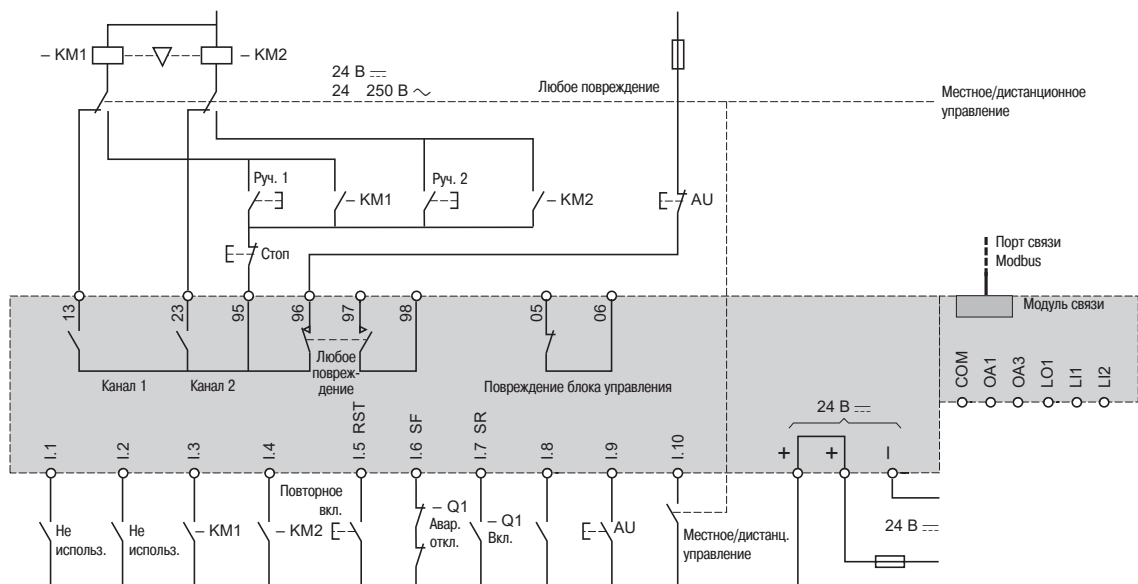 – KM1
– KM2
24 В
24 250 В
Любое повреждение
Местное/дистанционное
управление
Руч. 1
– KM1
Руч. 2
– KM2
AU
Стоп
Порт связи
Modbus
13
23
95
96
97
98
05
06
Модуль связи
Канал 1
Канал 2
Любое
повреж-
дение
Повреждение блока управления
COM
OA1
OA3
LO1
LI1
LI2
24 В
I.1
I.2
I.3
I.4
I.5 RST
I.6 SF
I.7 SR
I.8
I.9
I.10
+
+
–
Не
использ.
Не
использ.
– KM1
– KM2
Повторное
вкл.
– Q1
Авар.
откл.
– Q1
Вкл.
AU
Местное/дистанц.
управление
24 В